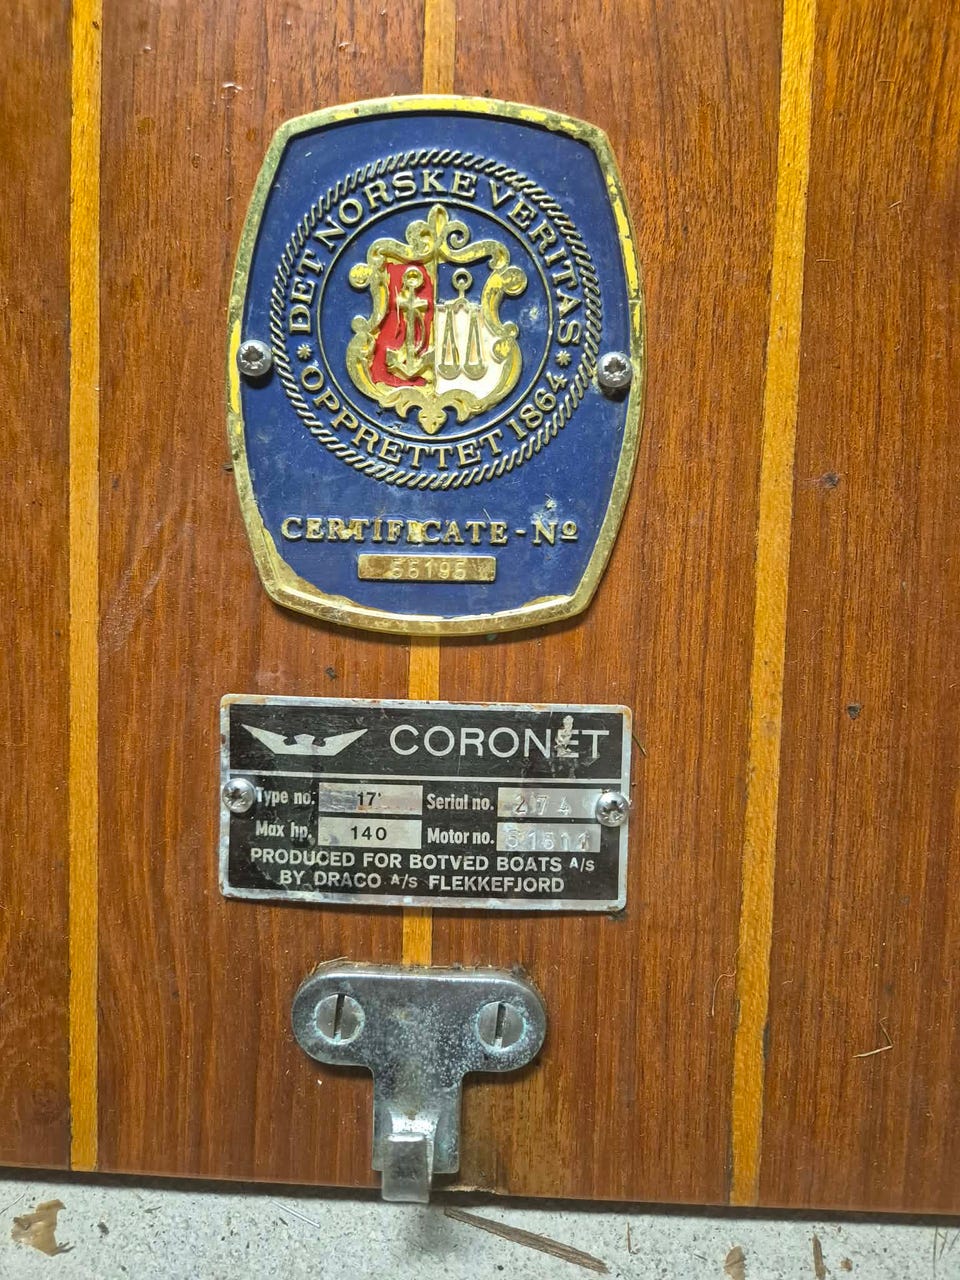 DET NORSKE VERITAS
* OPPRETTET 1864 *
CERTIFICATE - Nº
55195
CORONET
Type no. 17' Serial no. 274
Max hp. 140 Motor no.
PRODUCED FOR BOTVED BOATS A/S
BY DRACO A/S FLEKKEFJORD